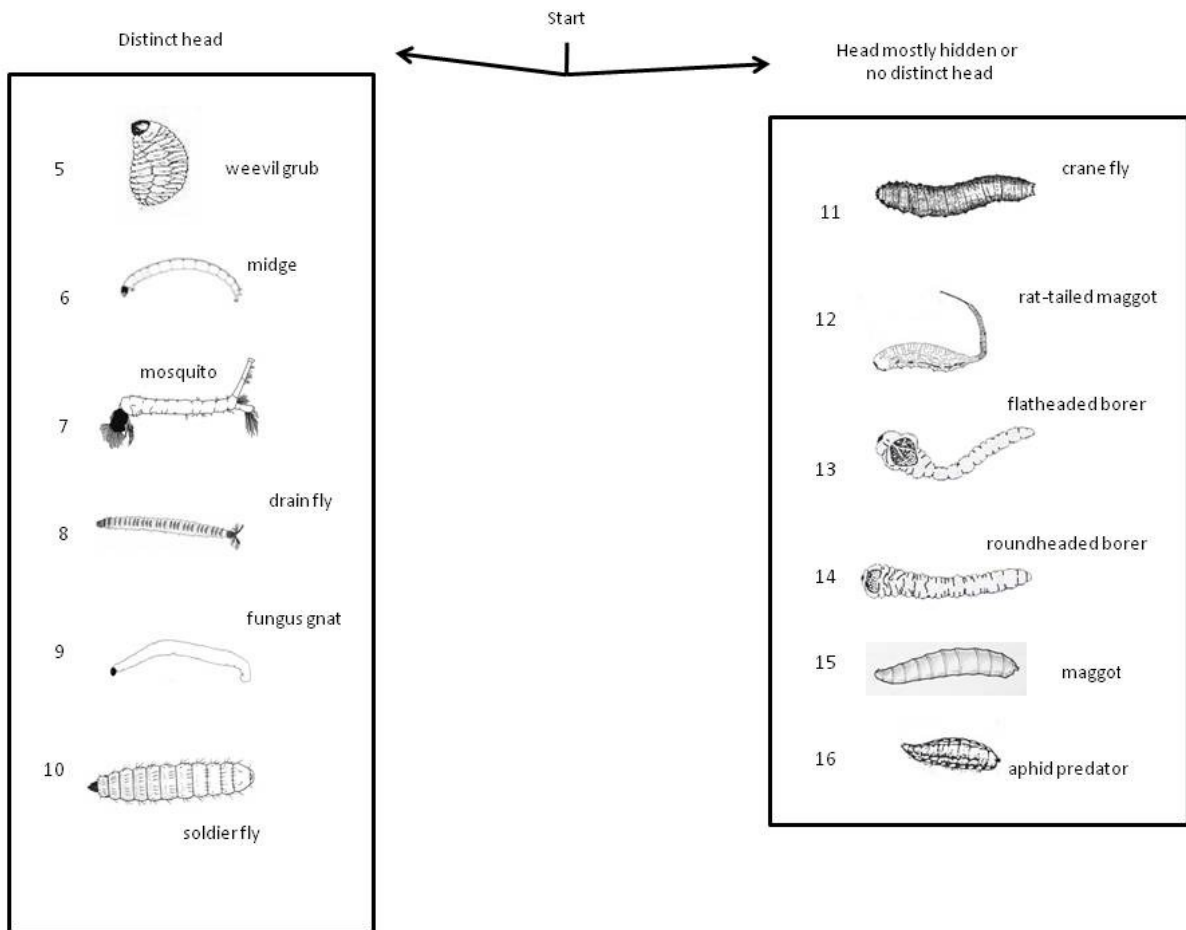 Start
Distinct head
Head mostly hidden or
no distinct head
5 weevil grub
6 midge
7 mosquito
8 drain fly
9 fungus gnat
10 soldier fly
11 crane fly
12 rat-tailed maggot
13 flatheaded borer
14 roundheaded borer
15 maggot
16 aphid predator